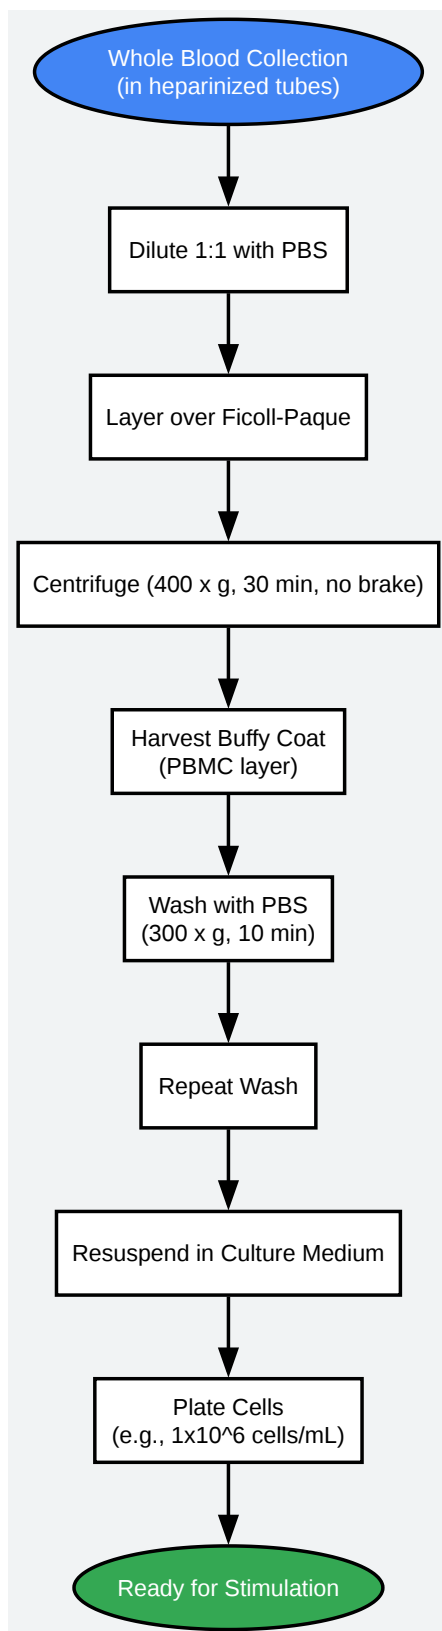 Whole Blood Collection
(in heparinized tubes)
Dilute 1:1 with PBS
Layer over Ficoll-Paque
Centrifuge (400 x g, 30 min, no brake)
Harvest Buffy Coat
(PBMC layer)
Wash with PBS
(300 x g, 10 min)
Repeat Wash
Resuspend in Culture Medium
Plate Cells
(e.g., 1x10^6 cells/mL)
Ready for Stimulation